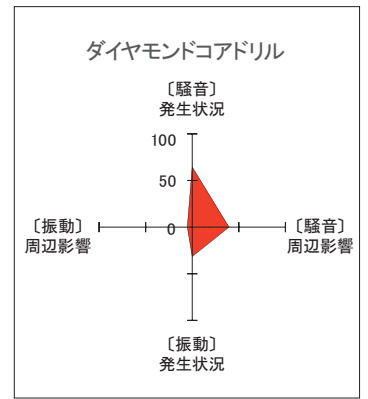 ダイヤモンドコアドリル
〔騒音〕
発生状況
100
50
0
〔振動〕
周辺影響
〔騒音〕
周辺影響
〔振動〕
発生状況